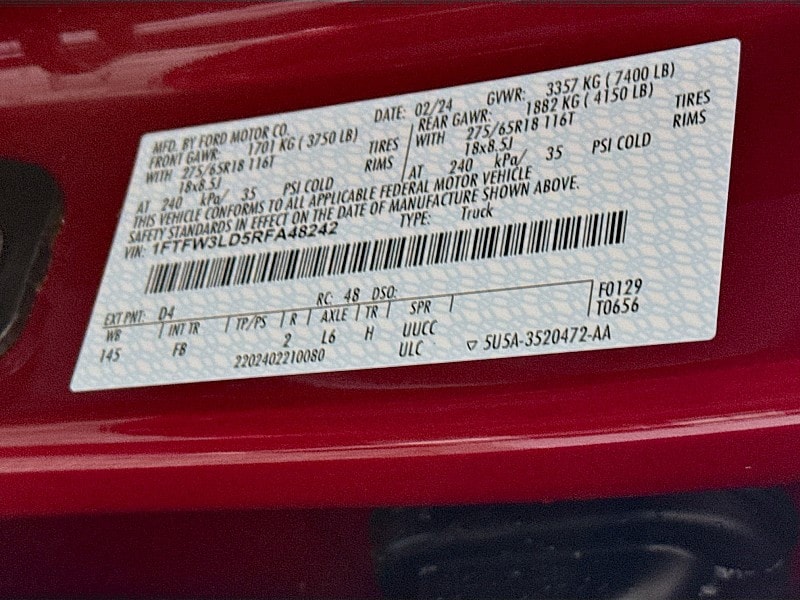 MFD. BY FORD MOTOR CO.
DATE: 02/24 GVWR: 3357 KG ( 7400 LB)
FRONT GAWR: 1701 KG ( 3750 LB)
WITH 275/65R18 116T TIRES
18x8.5J RIMS
AT 240 kPa/ 35 PSI COLD
REAR GAWR: 1882 KG ( 4150 LB)
WITH 275/65R18 116T TIRES
18x8.5J RIMS
AT 240 kPa/ 35 PSI COLD
THIS VEHICLE CONFORMS TO ALL APPLICABLE FEDERAL MOTOR VEHICLE
SAFETY STANDARDS IN EFFECT ON THE DATE OF MANUFACTURE SHOWN ABOVE.
VIN: 1FTFW3LD5RFA48242 TYPE: Truck
EXT PNT: D4 RC: 48 DSO: F0129
WB INT TR TP/PS R AXLE TR SPR T0656
145 FB 2 L6 H UUCC
2202402210080 ULC ▽ 5U5A-3520472-AA